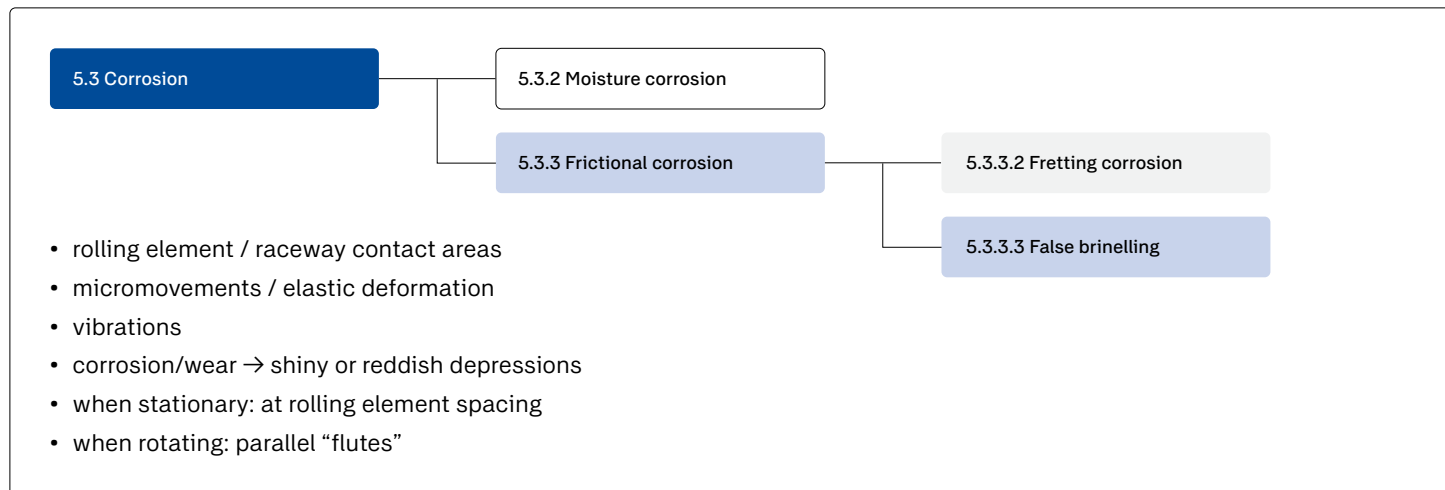 5.3 Corrosion
5.3.2 Moisture corrosion
5.3.3 Frictional corrosion
5.3.3.2 Fretting corrosion
5.3.3.3 False brinelling
• rolling element / raceway contact areas
• micromovements / elastic deformation
• vibrations
• corrosion/wear → shiny or reddish depressions
• when stationary: at rolling element spacing
• when rotating: parallel “flutes”